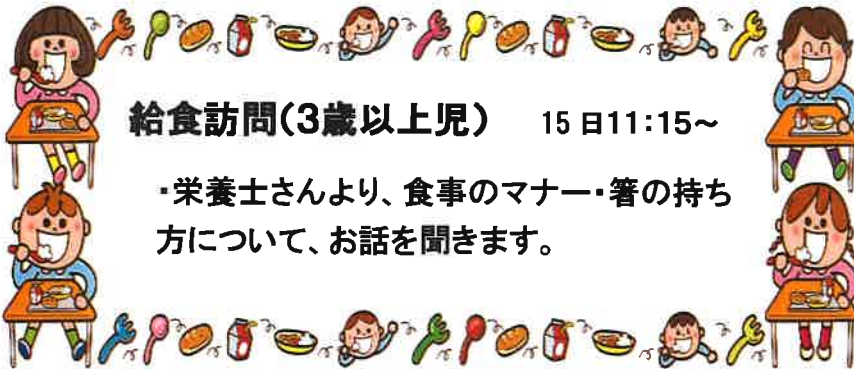 給食訪問(3歳以上児) 15日11:15～
・栄養士さんより、食事のマナー・箸の持ち
方について、お話を聞きます。